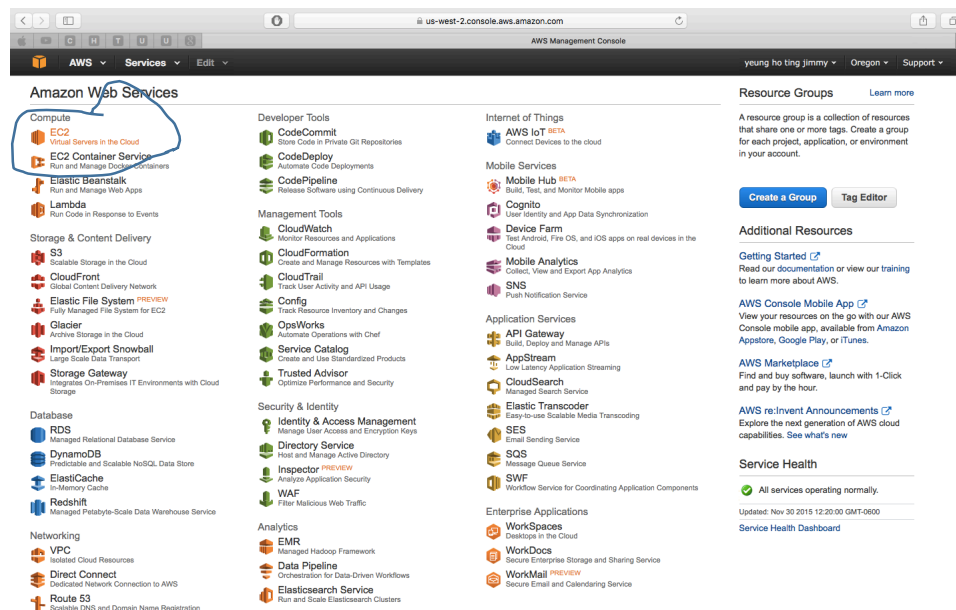 us-west-2.console.aws.amazon.com
C H T U U 8
AWS Management Console
AWS Services Edit
yeung ho ting jimmy Oregon Support
Amazon Web Services
Compute
EC2
Virtual Servers in the Cloud
EC2 Container Service
Run and Manage Docker Containers
Elastic Beanstalk
Run and Manage Web Apps
Lambda
Run Code in Response to Events
Storage & Content Delivery
S3
Scalable Storage in the Cloud
CloudFront
Global Content Delivery Network
Elastic File System PREVIEW
Fully Managed File System for EC2
Glacier
Archive Storage in the Cloud
Import/Export Snowball
Large Scale Data Transport
Storage Gateway
Integrates On-Premises IT Environments with Cloud
Storage
Database
RDS
Managed Relational Database Service
DynamoDB
Predictable and Scalable NoSQL Data Store
ElastiCache
In-Memory Cache
Redshift
Managed Petabyte-Scale Data Warehouse Service
Networking
VPC
Isolated Cloud Resources
Direct Connect
Dedicated Network Connection to AWS
Route 53
Scalable DNS and Domain Name Registration
Developer Tools
CodeCommit
Store Code in Private Git Repositories
CodeDeploy
Automate Code Deployments
CodePipeline
Release Software using Continuous Delivery
Management Tools
CloudWatch
Monitor Resources and Applications
CloudFormation
Create and Manage Resources with Templates
CloudTrail
Track User Activity and API Usage
Config
Track Resource Inventory and Changes
OpsWorks
Automate Operations with Chef
Service Catalog
Create and Use Standardized Products
Trusted Advisor
Optimize Performance and Security
Security & Identity
Identity & Access Management
Manage User Access and Encryption Keys
Directory Service
Host and Manage Active Directory
Inspector PREVIEW
Analyze Application Security
WAF
Filter Malicious Web Traffic
Analytics
EMR
Managed Hadoop Framework
Data Pipeline
Orchestration for Data-Driven Workflows
Elasticsearch Service
Run and Scale Elasticsearch Clusters
Internet of Things
AWS IoT BETA
Connect Devices to the cloud
Mobile Services
Mobile Hub BETA
Build, Test, and Monitor Mobile apps
Cognito
User Identity and App Data Synchronization
Device Farm
Test Android, Fire OS, and iOS apps on real devices in the
Cloud
Mobile Analytics
Collect, View and Export App Analytics
SNS
Push Notification Service
Application Services
API Gateway
Build, Deploy and Manage APIs
AppStream
Low Latency Application Streaming
CloudSearch
Managed Search Service
Elastic Transcoder
Easy-to-use Scalable Media Transcoding
SES
Email Sending Service
SQS
Message Queue Service
SWF
Workflow Service for Coordinating Application Components
Enterprise Applications
WorkSpaces
Desktops in the Cloud
WorkDocs
Secure Enterprise Storage and Sharing Service
WorkMail PREVIEW
Secure Email and Calendaring Service
Resource Groups Learn more
A resource group is a collection of resources
that share one or more tags. Create a group
for each project, application, or environment
in your account.
Create a Group Tag Editor
Additional Resources
Getting Started
Read our documentation or view our training
to learn more about AWS.
AWS Console Mobile App
View your resources on the go with our AWS
Console mobile app, available from Amazon
Appstore, Google Play, or iTunes.
AWS Marketplace
Find and buy software, launch with 1-Click
and pay by the hour.
AWS re:Invent Announcements
Explore the next generation of AWS cloud
capabilities. See what's new
Service Health
All services operating normally.
Updated: Nov 30 2015 12:20:00 GMT-0600
Service Health Dashboard